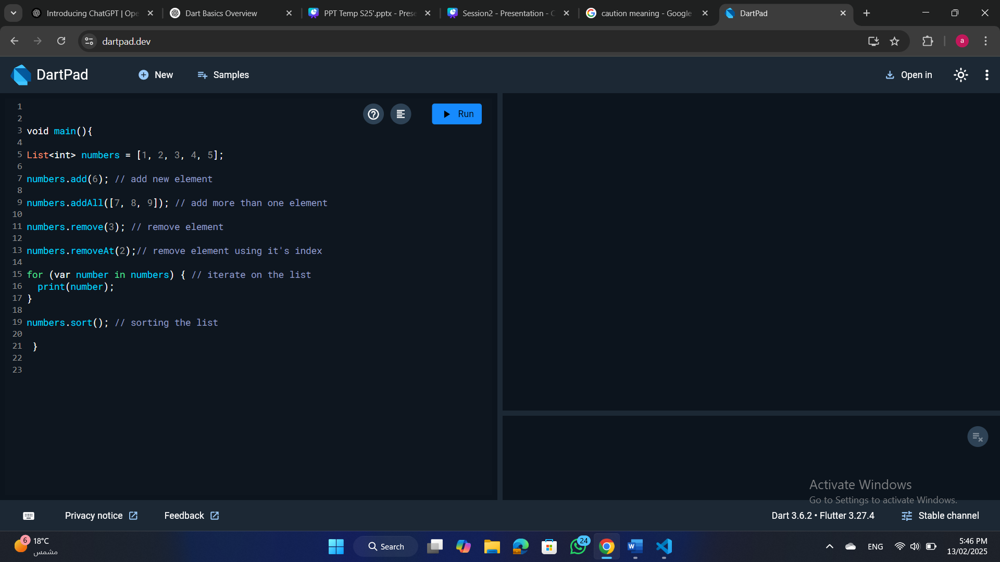 Introducing ChatGPT | Ope
Dart Basics Overview
PPT Temp S25'.pptx - Prese
Session2 - Presentation - C
caution meaning - Google
DartPad
dartpad.dev
a
DartPad
New
Samples
Open in
Run
1
2
3 void main(){
4
5 List<int> numbers = [1, 2, 3, 4, 5];
6
7 numbers.add(6); // add new element
8
9 numbers.addAll([7, 8, 9]); // add more than one element
10
11 numbers.remove(3); // remove element
12
13 numbers.removeAt(2);// remove element using it's index
14
15 for (var number in numbers) { // iterate on the list
16   print(number);
17 }
18
19 numbers.sort(); // sorting the list
20
21  }
22
23
Activate Windows
Go to Settings to activate Windows.
Privacy notice
Feedback
Dart 3.6.2 • Flutter 3.27.4
Stable channel
6
18°C
مشمس
Search
24
ENG
5:46 PM
13/02/2025